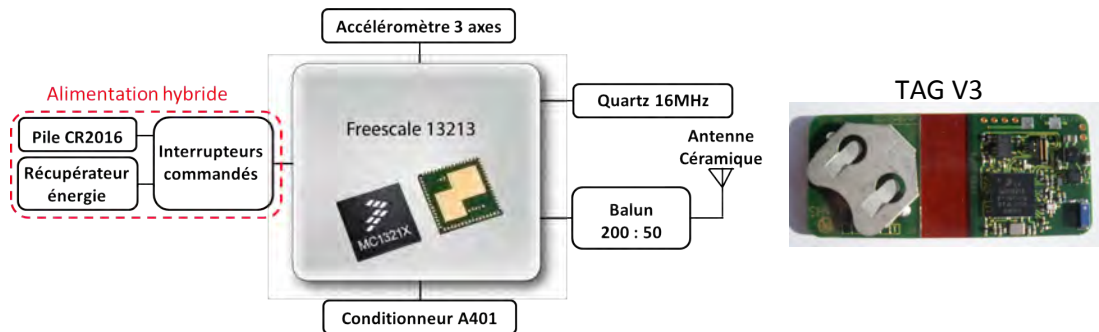 Accéléromètre 3 axes
Alimentation hybride
Pile CR2016
Récupérateur
énergie
Interrupteurs
commandés
Freescale 13213
MC1321X
Quartz 16MHz
Antenne
Céramique
Balun
200 : 50
Conditionneur A401
TAG V3